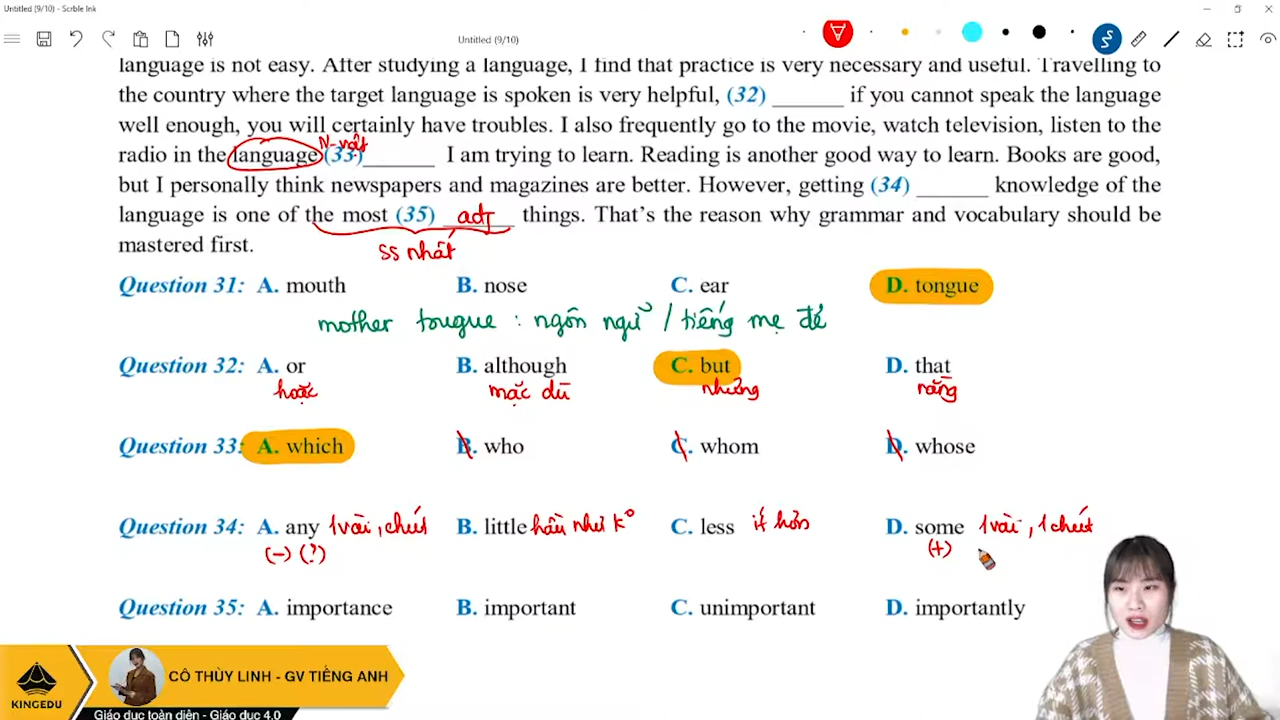 Untitled (9/10) - Scrble Ink
Untitled (9/10)
language is not easy. After studying a language, I find that practice is very necessary and useful. Travelling to
the country where the target language is spoken is very helpful, (32) ______ if you cannot speak the language
well enough, you will certainly have troubles. I also frequently go to the movie, watch television, listen to the
N-vật
radio in the language (33) ______ I am trying to learn. Reading is another good way to learn. Books are good,
but I personally think newspapers and magazines are better. However, getting (34) ______ knowledge of the
language is one of the most (35) ______ things. That's the reason why grammar and vocabulary should be
adj
mastered first.
ss nhất
Question 31: A. mouth B. nose C. ear D. tongue
mother tongue : ngôn ngữ / tiếng mẹ đẻ
Question 32: A. or B. although C. but D. that
hoặc mặc dù nhưng rằng
Question 33: A. which B. who C. whom D. whose
Question 34: A. any 1 vài, chút B. little hầu như k° C. less ít hơn D. some 1 vài, 1 chút
(-) (?) (+)
Question 35: A. importance B. important C. unimportant D. importantly
CÔ THÙY LINH - GV TIẾNG ANH
KINGEDU
Giáo dục toàn diện - Giáo dục 4.0